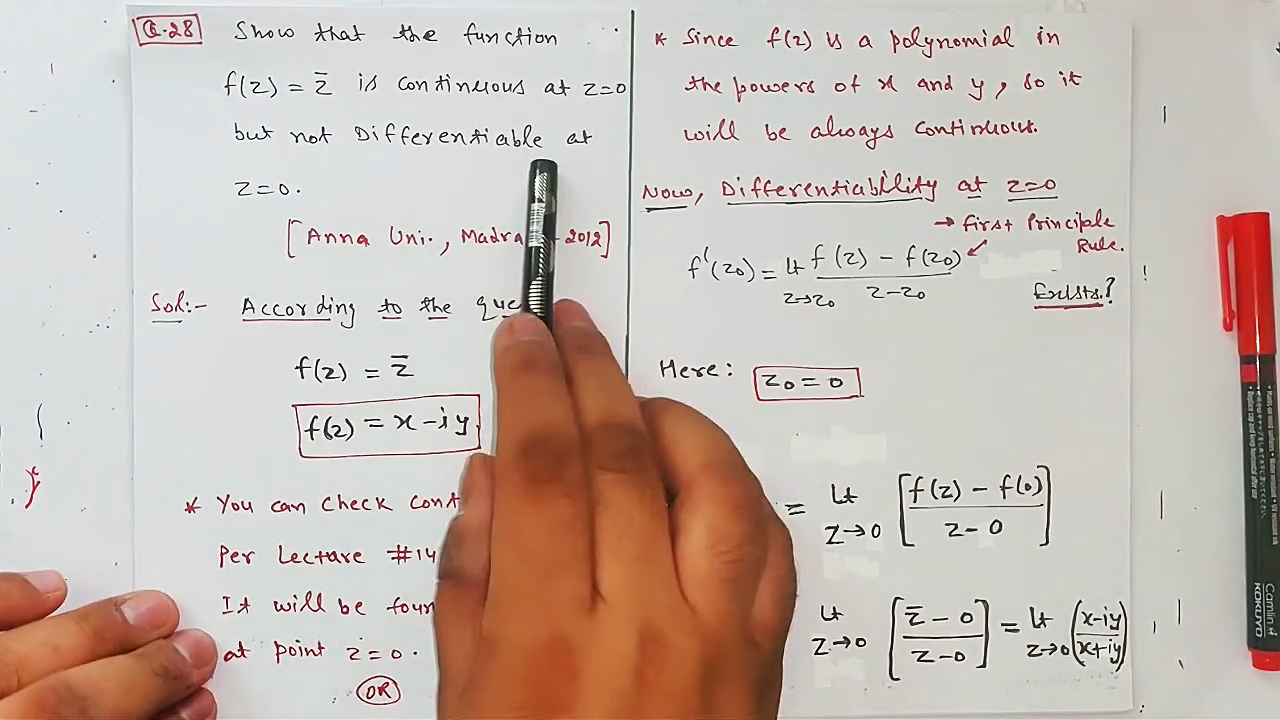 Q.28 Show that the function
f(z) = z̄ is continuous at z=0
but not Differentiable at
z=0.
[Anna Uni., 2012]
Sol:- According to the
f(z) = z̄
f(z) = x-iy
* You can check
Per Lecture #14
It will be
at point z=0.
OR
* Since f(z) is a polynomial in
the powers of x and y, so it
will be always continuous.
Now, Differentiability at z=0
→ First Principle
Rule.
f'(z₀) = Lt z→z₀ f(z) - f(z₀) / z-z₀
Exists?
Here: z₀ = 0
= Lt z→0 [f(z) - f(0) / z-0]
Lt z→0 [z̄ - 0 / z-0] = Lt z→0 (x-iy / x+iy)
Camlin
KOKUYO